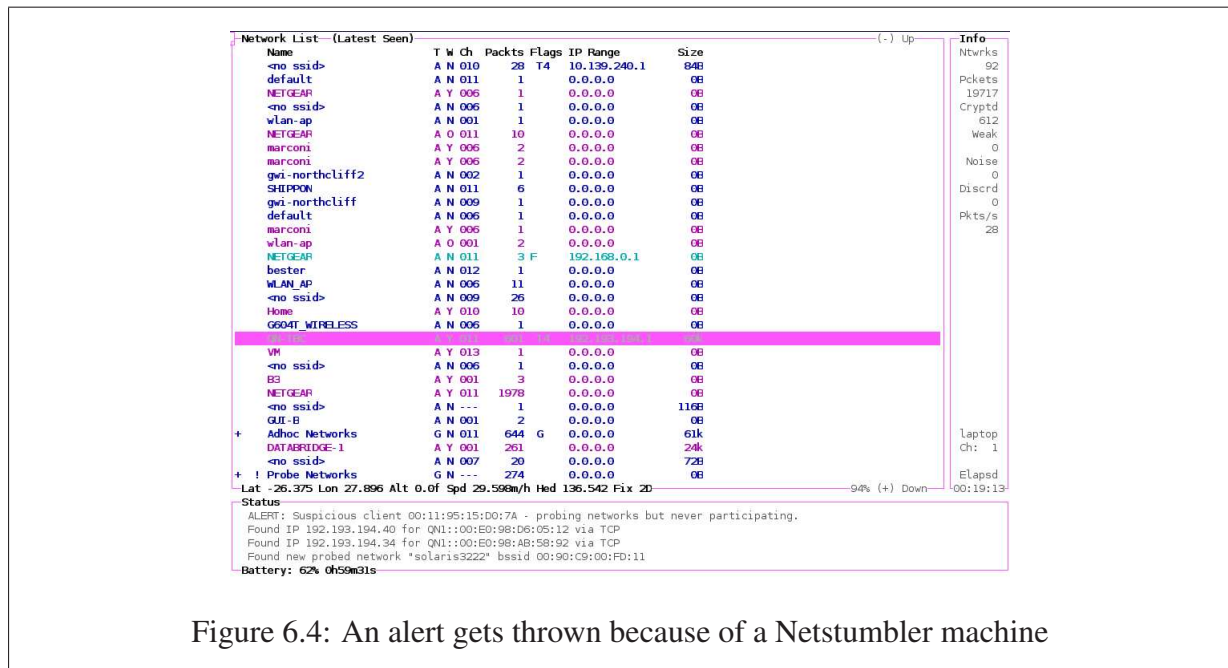 Network List (Latest Seen) (-) Up
Name T W Ch Packts Flags IP Range Size
<no ssid> A N 010 28 T4 10.139.240.1 84B
default A N 011 1 0.0.0.0 0B
NETGEAR A Y 006 1 0.0.0.0 0B
<no ssid> A N 006 1 0.0.0.0 0B
wlan-ap A N 001 1 0.0.0.0 0B
NETGEAR A O 011 10 0.0.0.0 0B
marconi A Y 006 2 0.0.0.0 0B
marconi A Y 006 2 0.0.0.0 0B
gwi-northcliff2 A N 002 1 0.0.0.0 0B
SHIPPON A N 011 6 0.0.0.0 0B
gwi-northcliff A N 009 1 0.0.0.0 0B
default A N 006 1 0.0.0.0 0B
marconi A Y 006 1 0.0.0.0 0B
wlan-ap A O 001 2 0.0.0.0 0B
NETGEAR A N 011 3 F 192.168.0.1 0B
bester A N 012 1 0.0.0.0 0B
WLAN_AP A N 006 11 0.0.0.0 0B
<no ssid> A N 009 26 0.0.0.0 0B
Home A Y 010 10 0.0.0.0 0B
G604T_WIRELESS A N 006 1 0.0.0.0 0B
A Y 011 T4 192.193.194.1
VM A Y 013 1 0.0.0.0 0B
<no ssid> A N 006 1 0.0.0.0 0B
B3 A Y 001 3 0.0.0.0 0B
NETGEAR A Y 011 1978 0.0.0.0 0B
<no ssid> A N --- 1 0.0.0.0 116B
GUI-B A N 001 2 0.0.0.0 0B
+ Adhoc Networks G N 011 644 G 0.0.0.0 61k
DATABRIDGE-1 A Y 001 261 0.0.0.0 24k
<no ssid> A N 007 20 0.0.0.0 72B
+ ! Probe Networks G N --- 274 0.0.0.0 0B
Lat -26.375 Lon 27.896 Alt 0.0f Spd 29.598m/h Hed 136.542 Fix 2D 94% (+) Down
Info
Ntwrks
92
Pckets
19717
Cryptd
612
Weak
0
Noise
0
Discrd
0
Pkts/s
28
laptop
Ch: 1
Elapsd
00:19:13
Status
ALERT: Suspicious client 00:11:95:15:D0:7A - probing networks but never participating.
Found IP 192.193.194.40 for QN1::00:E0:98:D6:05:12 via TCP
Found IP 192.193.194.34 for QN1::00:E0:98:AB:58:92 via TCP
Found new probed network "solaris3222" bssid 00:90:C9:00:FD:11
Battery: 62% 0h59m31s
Figure 6.4: An alert gets thrown because of a Netstumbler machine